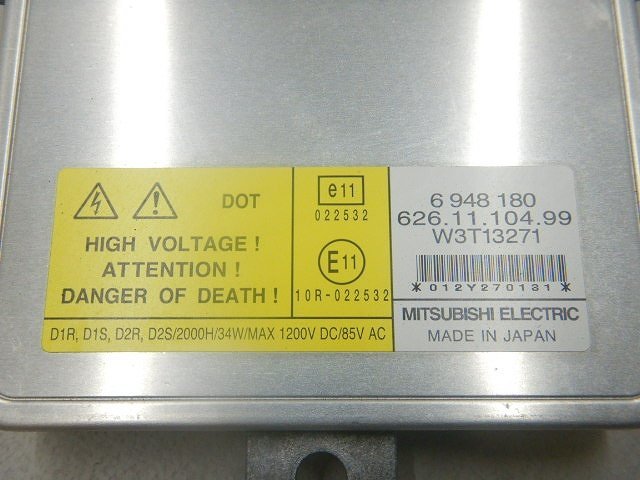 DOT
HIGH VOLTAGE !
ATTENTION !
DANGER OF DEATH !
e11
022532
E11
10R-022532
D1R, D1S, D2R, D2S/2000H/34W/MAX 1200V DC/85V AC
6 948 180
626.11.104.99
W3T13271
*012Y270131*
MITSUBISHI ELECTRIC
MADE IN JAPAN